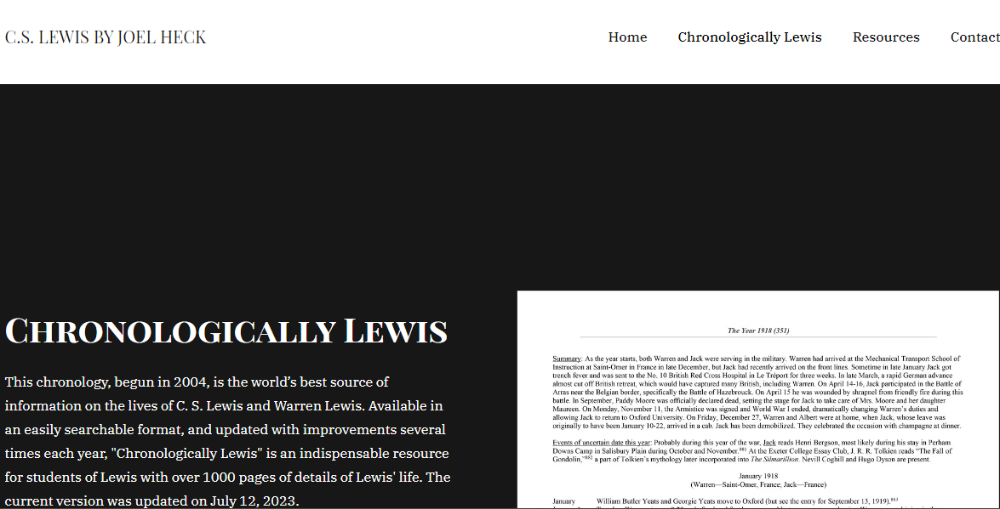 C.S. LEWIS BY JOEL HECK
Home Chronologically Lewis Resources Contact
CHRONOLOGICALLY LEWIS
This chronology, begun in 2004, is the world’s best source of
information on the lives of C. S. Lewis and Warren Lewis. Available in
an easily searchable format, and updated with improvements several
times each year, "Chronologically Lewis" is an indispensable resource
for students of Lewis with over 1000 pages of details of Lewis' life. The
current version was updated on July 12, 2023.
The Year 1918 (351)
Summary: As the year starts, both Warren and Jack were serving in the military. Warren had arrived at the Mechanical Transport School of
Instruction at Saint-Omer in France in late December, but Jack had recently arrived on the front lines. Sometime in late January Jack got
trench fever and was sent to the No. 10 British Red Cross Hospital in Le Tréport for three weeks. In late March, a rapid German advance
almost cut off British retreat, which would have captured many British, including Warren. On April 14-16, Jack participated in the Battle of
Arras near the Belgian border, specifically the Battle of Hazebrouck. On April 15 he was wounded by shrapnel from friendly fire during this
battle. In September, Paddy Moore was officially declared dead, setting the stage for Jack to take care of Mrs. Moore and her daughter
Maureen. On Monday, November 11, the Armistice was signed and World War I ended, dramatically changing Warren’s duties and
allowing Jack to return to Oxford University. On Friday, December 27, Warren and Albert were at home, when Jack, whose leave was
originally to have been January 10-22, arrived in a cab. Jack has been demobilized. They celebrated the occasion with champagne at dinner.
Events of uncertain date this year: Probably during this year of the war, Jack reads Henri Bergson, most likely during his stay in Perham
Downs Camp in Salisbury Plain during October and November.881 At the Exeter College Essay Club, J. R. R. Tolkien reads “The Fall of
Gondolin,”882 a part of Tolkien’s mythology later incorporated into The Silmarillion. Nevill Coghill and Hugo Dyson are present.
January 1918
(Warren—Saint-Omer, France; Jack—France)
January William Butler Yeats and Georgie Yeats move to Oxford (but see the entry for September 13, 1919).883